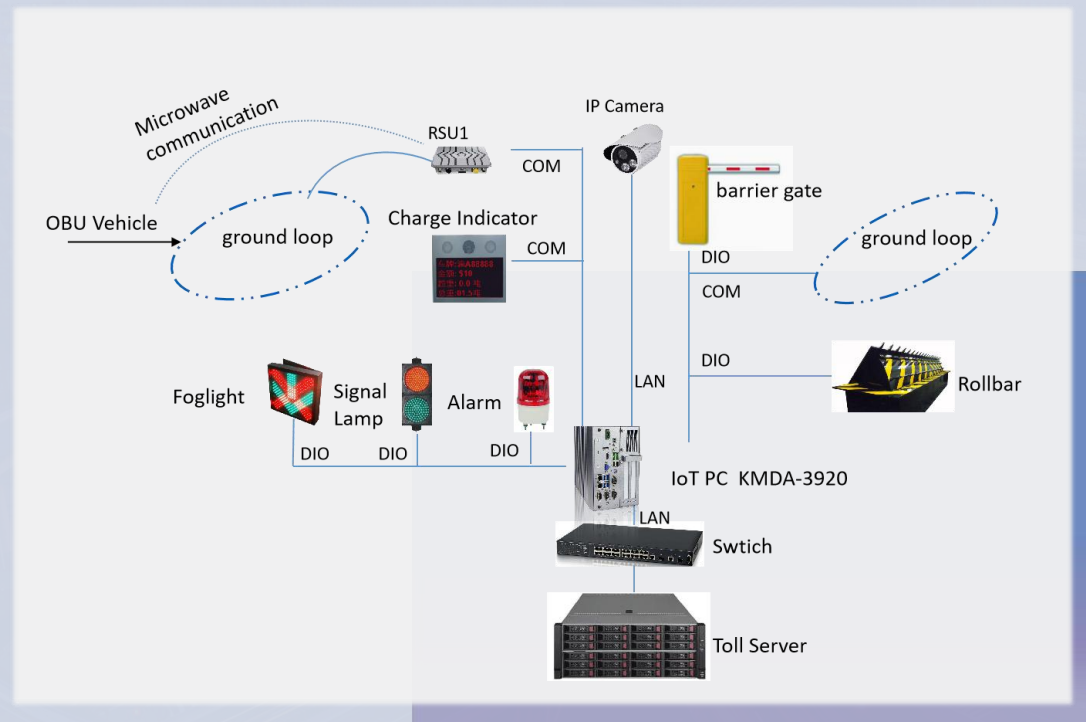 Microwave
communication
RSU1
IP Camera
COM
barrier gate
OBU Vehicle
ground loop
Charge Indicator
COM
DIO
ground loop
COM
DIO
LAN
Rollbar
Foglight
Signal
Lamp
Alarm
DIO
DIO
DIO
IoT PC KMDA-3920
LAN
Swtich
Toll Server